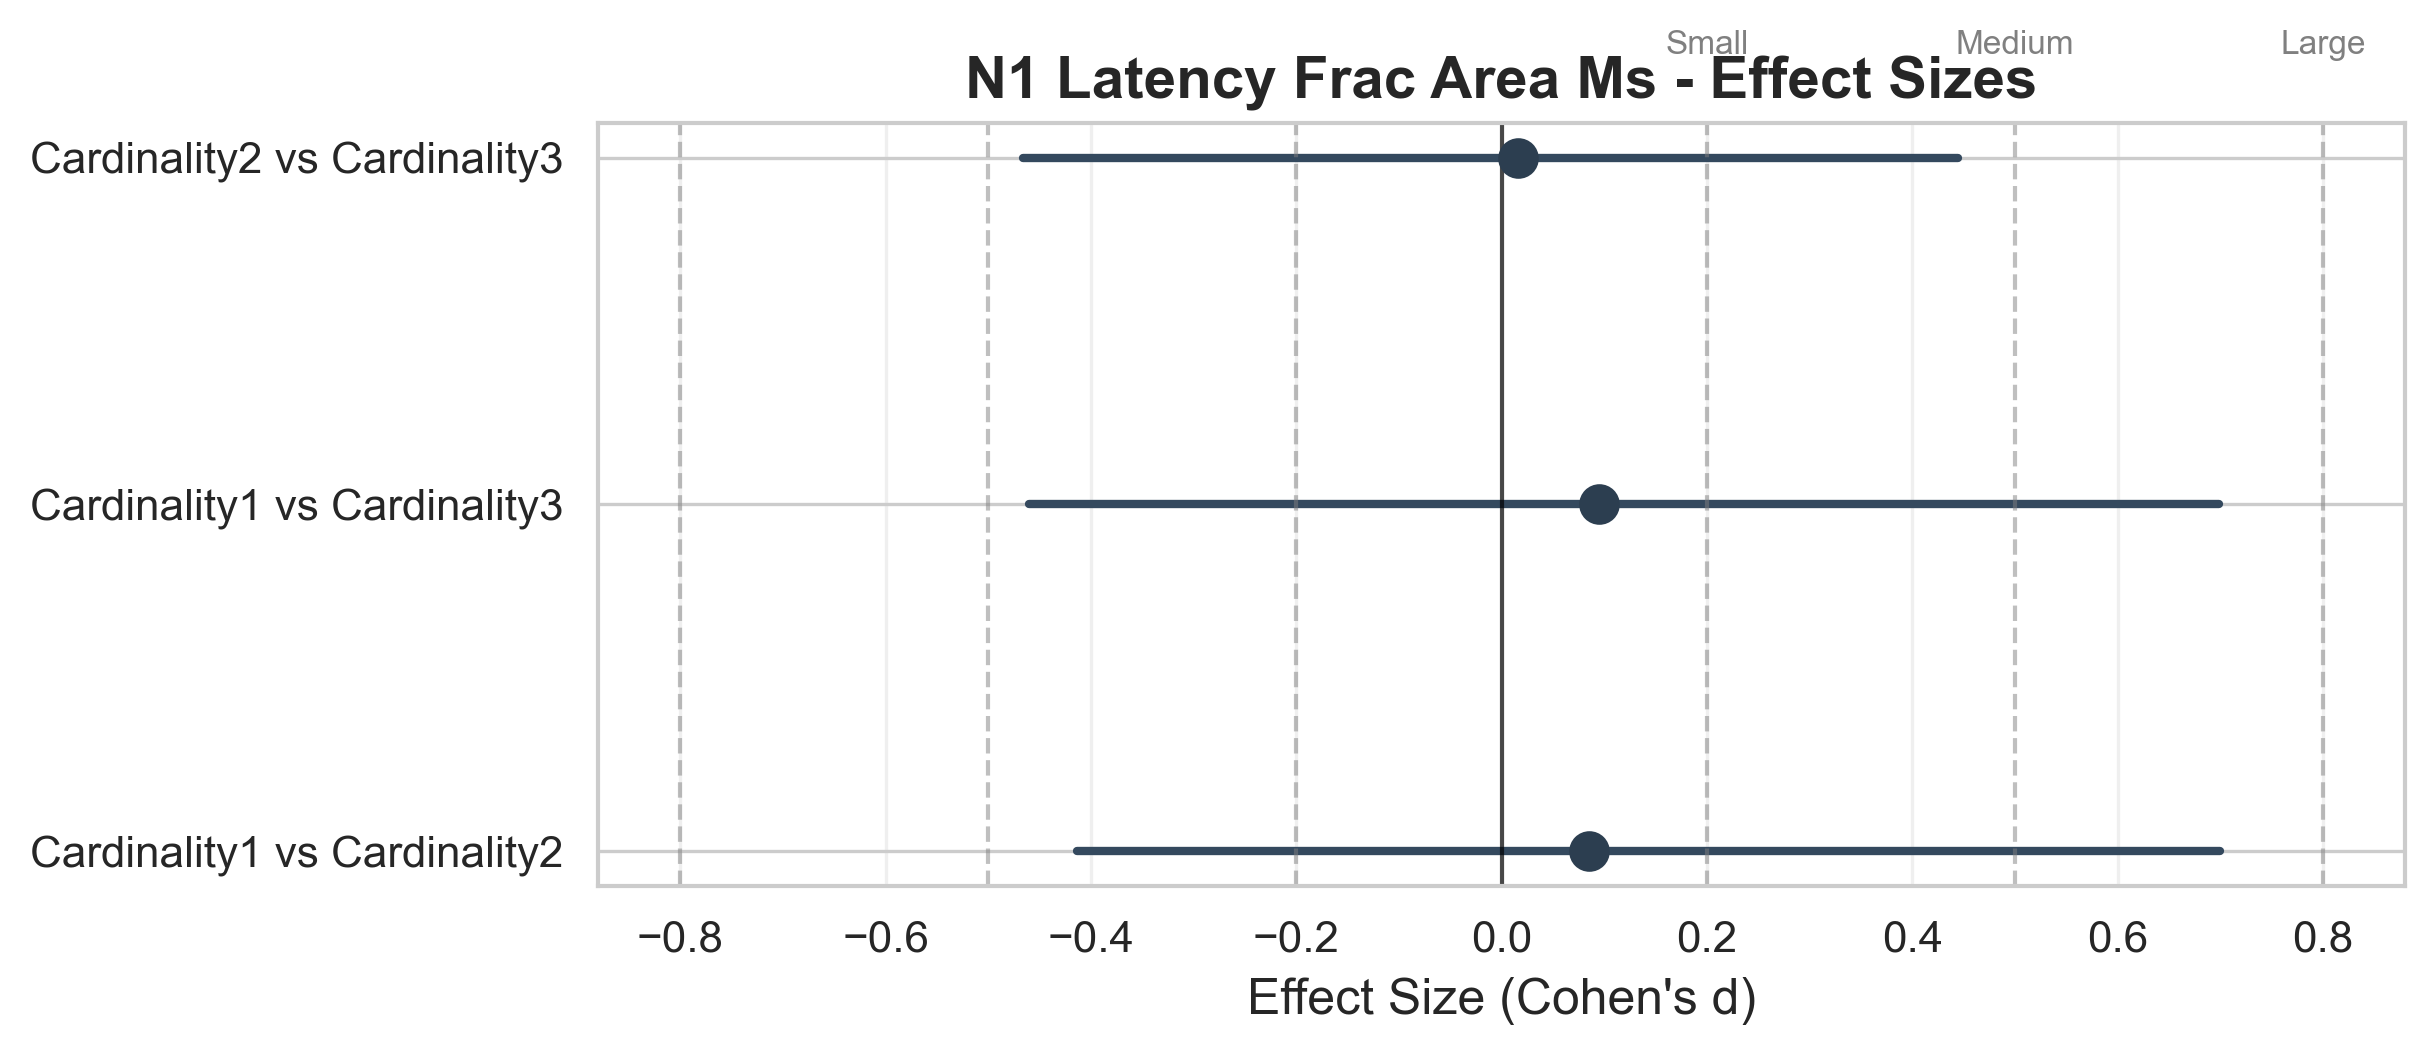 Small Medium Large
N1 Latency Frac Area Ms - Effect Sizes
Cardinality2 vs Cardinality3
Cardinality1 vs Cardinality3
Cardinality1 vs Cardinality2
−0.8 −0.6 −0.4 −0.2 0.0 0.2 0.4 0.6 0.8
Effect Size (Cohen's d)